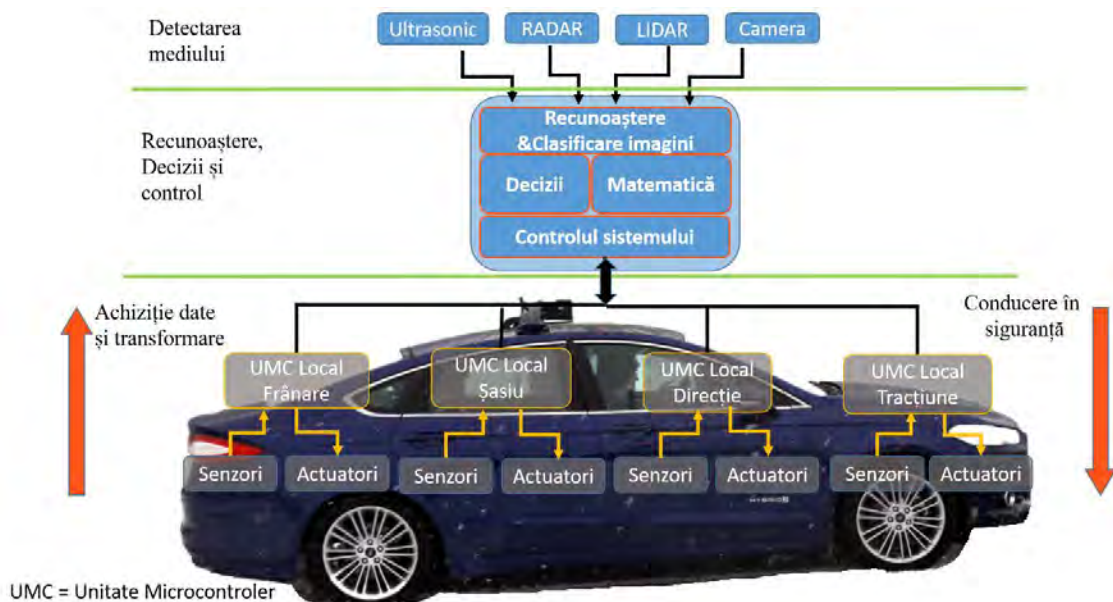 Detectarea
mediului
Ultrasonic
RADAR
LIDAR
Camera
Recunoaștere,
Decizii și
control
Recunoaștere
&Clasificare imagini
Decizii
Matematică
Controlul sistemului
Achiziție date
și transformare
Conducere în
siguranță
UMC Local
Frânare
UMC Local
Șasiu
UMC Local
Direcție
UMC Local
Tracțiune
Senzori
Actuatori
Senzori
Actuatori
Senzori
Actuatori
Senzori
Actuatori
UMC = Unitate Microcontroler